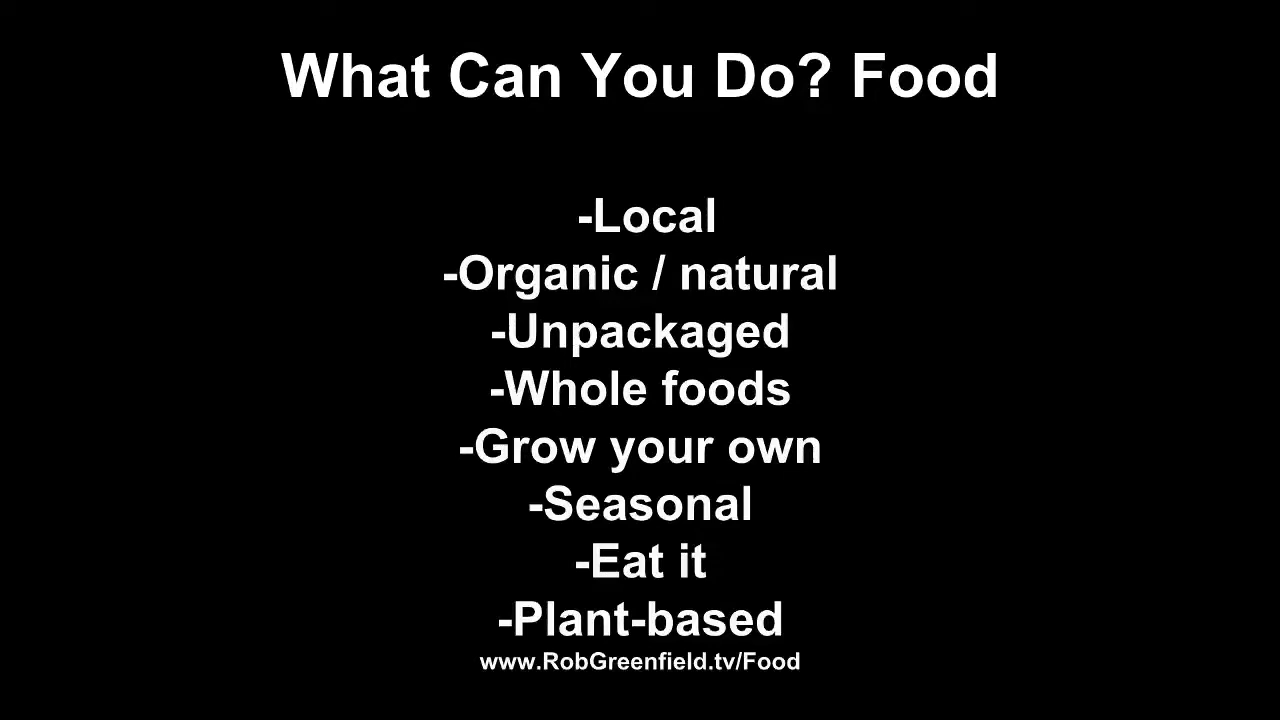 What Can You Do? Food
-Local
-Organic / natural
-Unpackaged
-Whole foods
-Grow your own
-Seasonal
-Eat it
-Plant-based
www.RobGreenfield.tv/Food